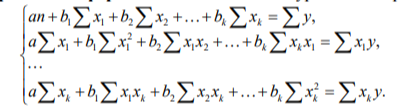 an + b₁∑x₁ + b₂∑x₂ + ... + bₖ∑xₖ = ∑y,
a∑x₁ + b₁∑x₁² + b₂∑x₁x₂ + ... + bₖ∑xₖx₁ = ∑x₁y,
...
a∑xₖ + b₁∑x₁xₖ + b₂∑x₂xₖ + ... + bₖ∑xₖ² = ∑xₖy.